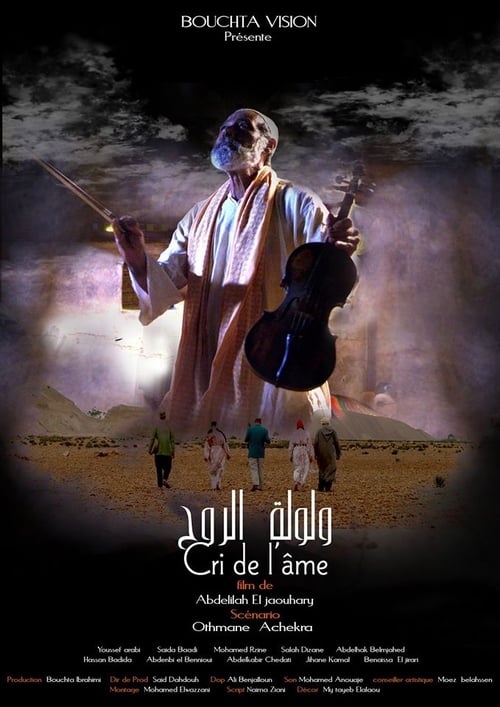 BOUCHTA VISION
Présente
ولولة الروح
Cri de l'âme
film de
Abdelilah El jaouhary
Scénario
Othmane Achekra
Youssef arabi Saida Baadi Mohamed Rzine Salah Dizane Abdelhak Belmjahed
Hassan Badida Abdenbi el Bennioui Abdelkabir Chedati Jihane Kamal Benaissa El jirari
Production Bouchta Ibrahimi Dir de Prod Said Dahdouh Dop Ali Benjalloun Son Mohamed Anouaje conseiller artistique Moez belahssen
Montage Mohamed Elwazzani Script Naima Ziani Décor My tayeb Elalaou